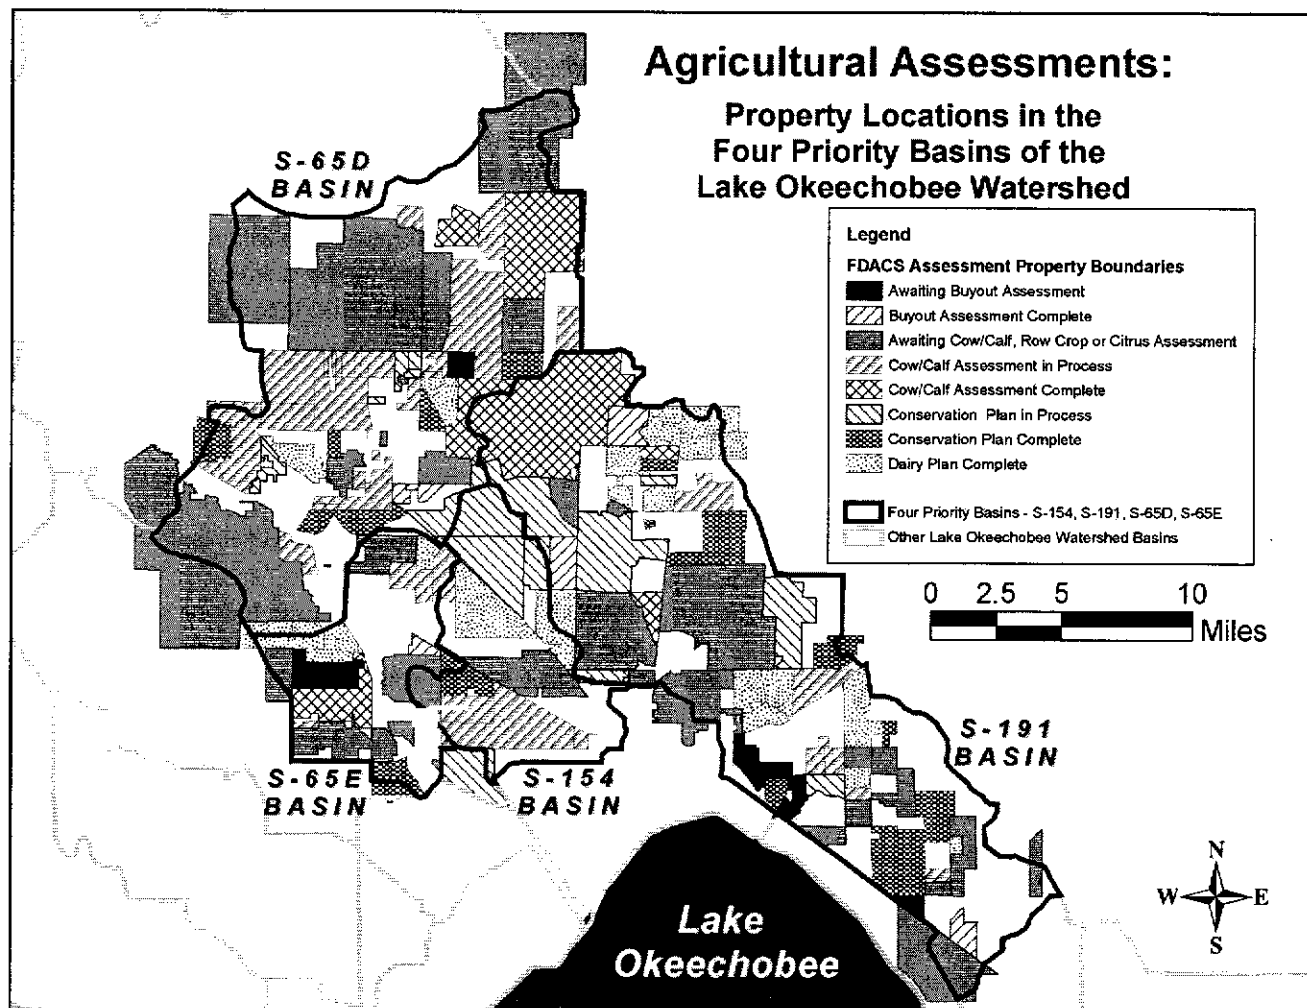 Agricultural Assessments:
Property Locations in the
Four Priority Basins of the
Lake Okeechobee Watershed
S-65D
BASIN
Legend
FDACS Assessment Property Boundaries
Awaiting Buyout Assessment
Buyout Assessment Complete
Awaiting Cow/Calf, Row Crop or Citrus Assessment
Cow/Calf Assessment in Process
Cow/Calf Assessment Complete
Conservation Plan in Process
Conservation Plan Complete
Dairy Plan Complete
Four Priority Basins - S-154, S-191, S-65D, S-65E
Other Lake Okeechobee Watershed Basins
0 2.5 5 10
Miles
S-191
BASIN
S-65E
BASIN
S-154
BASIN
N
W E
S
Lake
Okeechobee